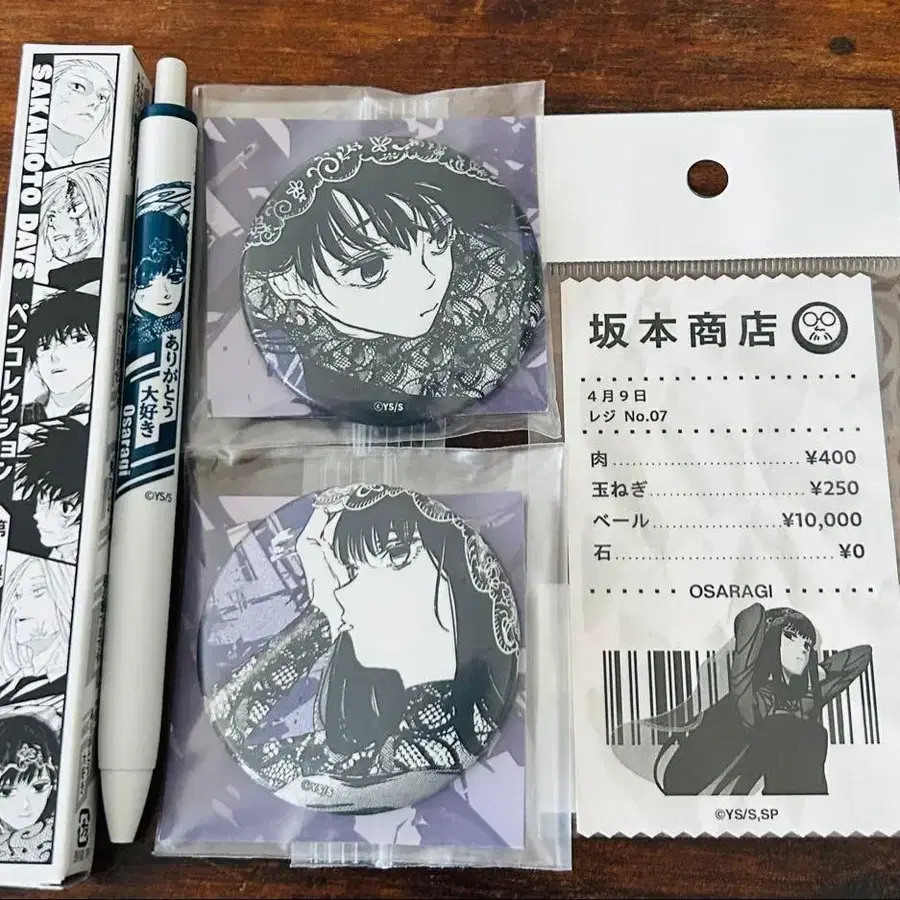 SAKAMOTO DAYS ペンコレクション 第
ありがとう
大好き
Osaragi
©YS/S
©YS/S
©YS/S
坂本商店
4月9日
レジ No.07
肉 ¥400
玉ねぎ ¥250
ベール ¥10,000
石 ¥0
OSARAGI
©YS/S,SP